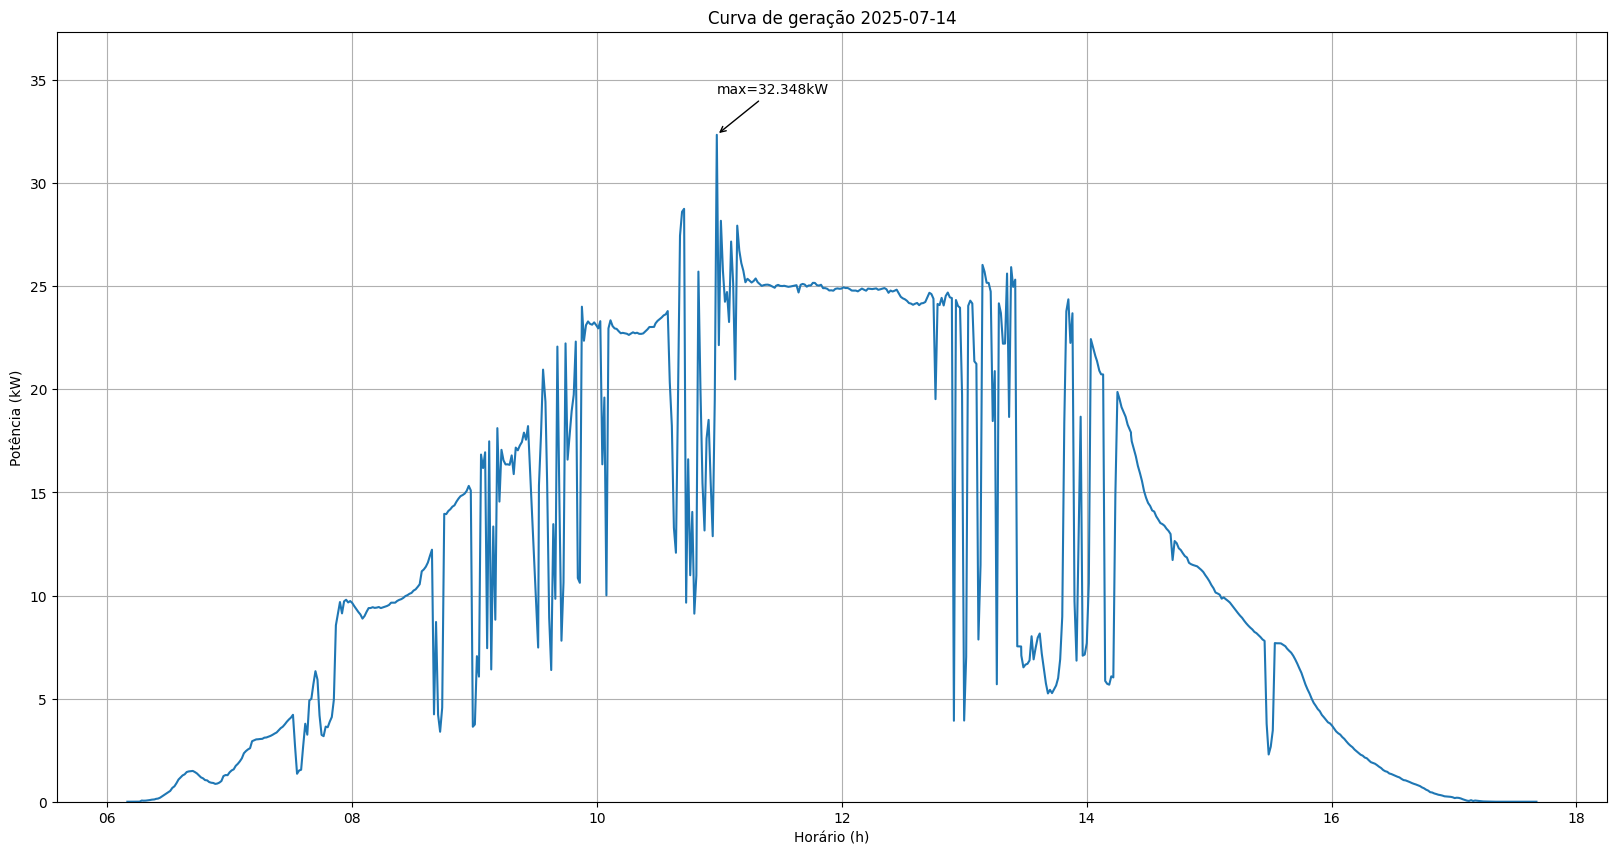 Curva de geração 2025-07-14
max=32.348kW
Potência (kW)
35
30
25
20
15
10
5
0
06 08 10 12 14 16 18
Horário (h)